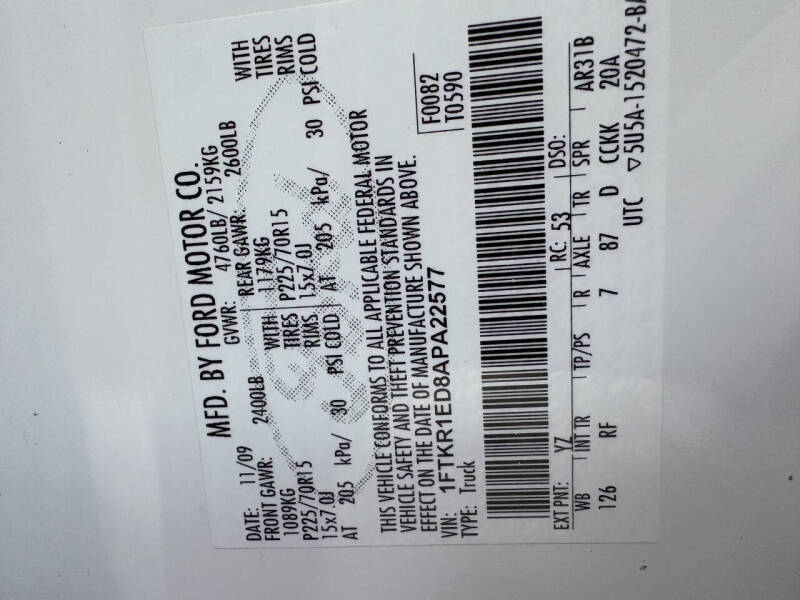 MFD. BY FORD MOTOR CO.
DATE: 11/09 GVWR: 4760LB/ 2159KG
FRONT GAWR: 2400LB REAR GAWR: 2600LB
1089KG WITH 1179KG WITH
P225/70R15 TIRES P225/70R15 TIRES
15x7.0J RIMS 15x7.0J RIMS
AT 205 kPa/ 30 PSI COLD AT 205 kPa/ 30 PSI COLD
THIS VEHICLE CONFORMS TO ALL APPLICABLE FEDERAL MOTOR
VEHICLE SAFETY AND THEFT PREVENTION STANDARDS IN
EFFECT ON THE DATE OF MANUFACTURE SHOWN ABOVE.
VIN: 1FTKR1ED8APA22577 F0082
TYPE: Truck T0590
EXT PNT: YZ RC: 53 DSO:
WB INT TR TP/PS R AXLE TR SPR AR31B
126 RF 7 87 D CCKK 20A
UTC ▽5U5A-1520472-BA